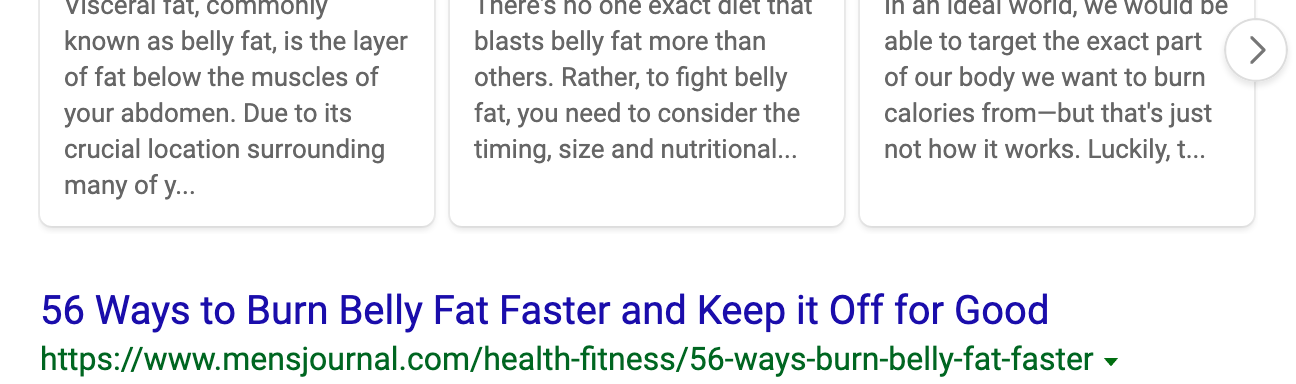 Visceral fat, commonly
known as belly fat, is the layer
of fat below the muscles of
your abdomen. Due to its
crucial location surrounding
many of y...
There's no one exact diet that
blasts belly fat more than
others. Rather, to fight belly
fat, you need to consider the
timing, size and nutritional...
In an ideal world, we would be
able to target the exact part
of our body we want to burn
calories from—but that's just
not how it works. Luckily, t...
56 Ways to Burn Belly Fat Faster and Keep it Off for Good
https://www.mensjournal.com/health-fitness/56-ways-burn-belly-fat-faster